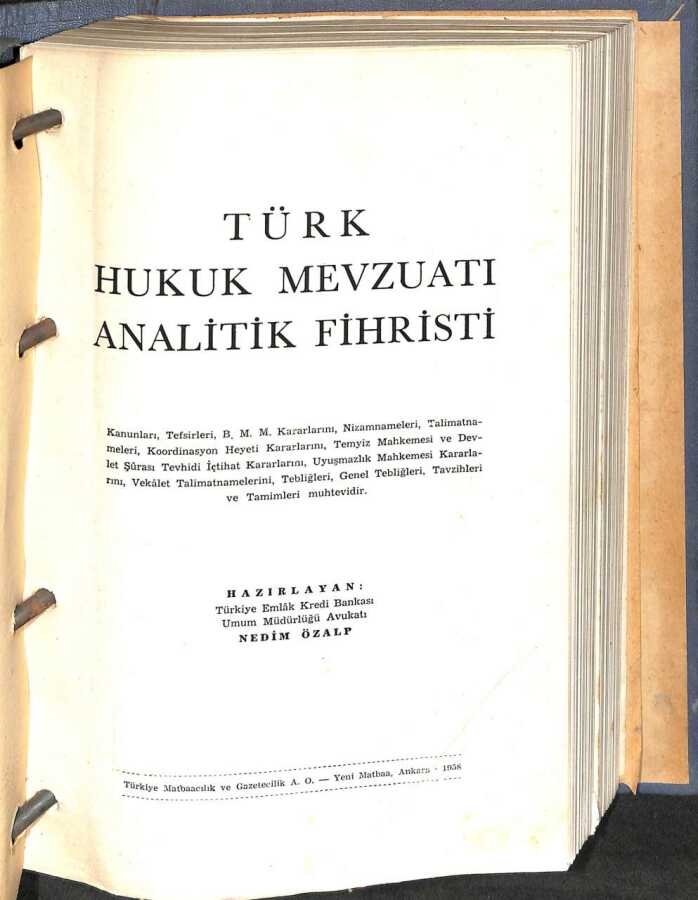 TÜRK
HUKUK MEVZUATI
ANALİTİK FİHRİSTİ
Kanunları, Tefsirleri, B. M. M. Kararlarını, Nizamnameleri, Talimatna-
meleri, Koordinasyon Heyeti Kararlarını, Temyiz Mahkemesi ve Dev-
let Şûrası Tevhidi İçtihat Kararlarını, Uyuşmazlık Mahkemesi Kararla-
rını, Vekâlet Talimatnamelerini, Tebliğleri, Genel Tebliğleri, Tavzihleri
ve Tamimleri muhtevidir.
HAZIRLAYAN:
Türkiye Emlâk Kredi Bankası
Umum Müdürlüğü Avukatı
NEDİM ÖZALP
Türkiye Matbaacılık ve Gazetecilik A. O. — Yeni Matbaa, Ankara - 1958